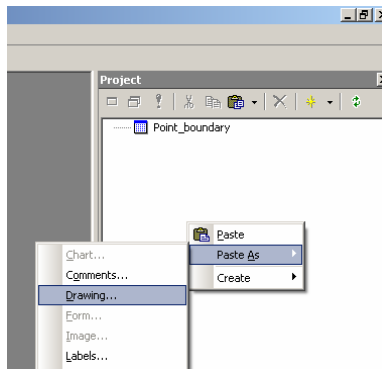 Project
Point_boundary
Paste
Paste As
Create
Chart...
Comments...
Drawing...
Form...
Image...
Labels...